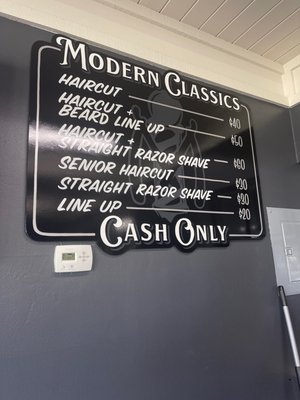 MODERN CLASSICS
HAIRCUT $40
HAIRCUT +
BEARD LINE UP
HAIRCUT +
STRAIGHT RAZOR SHAVE $60
SENIOR HAIRCUT $30
STRAIGHT RAZOR SHAVE $30
LINE UP $20
CASH ONLY